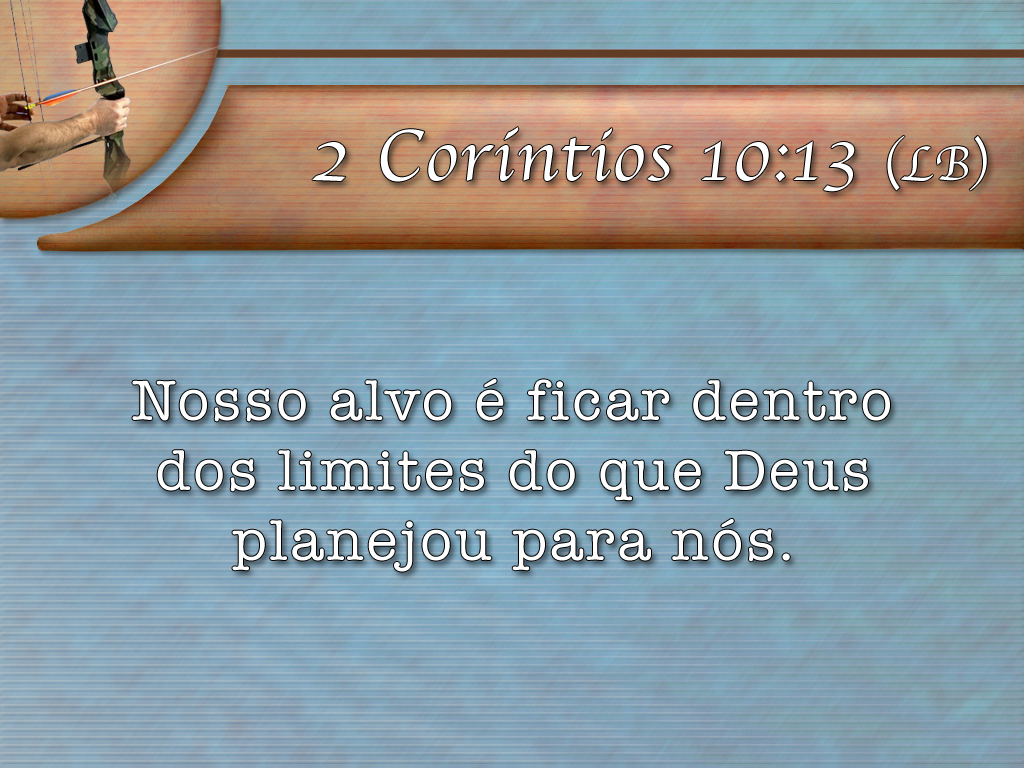 2 Coríntios 10:13 (LB)
Nosso alvo é ficar dentro
dos limites do que Deus
planejou para nós.